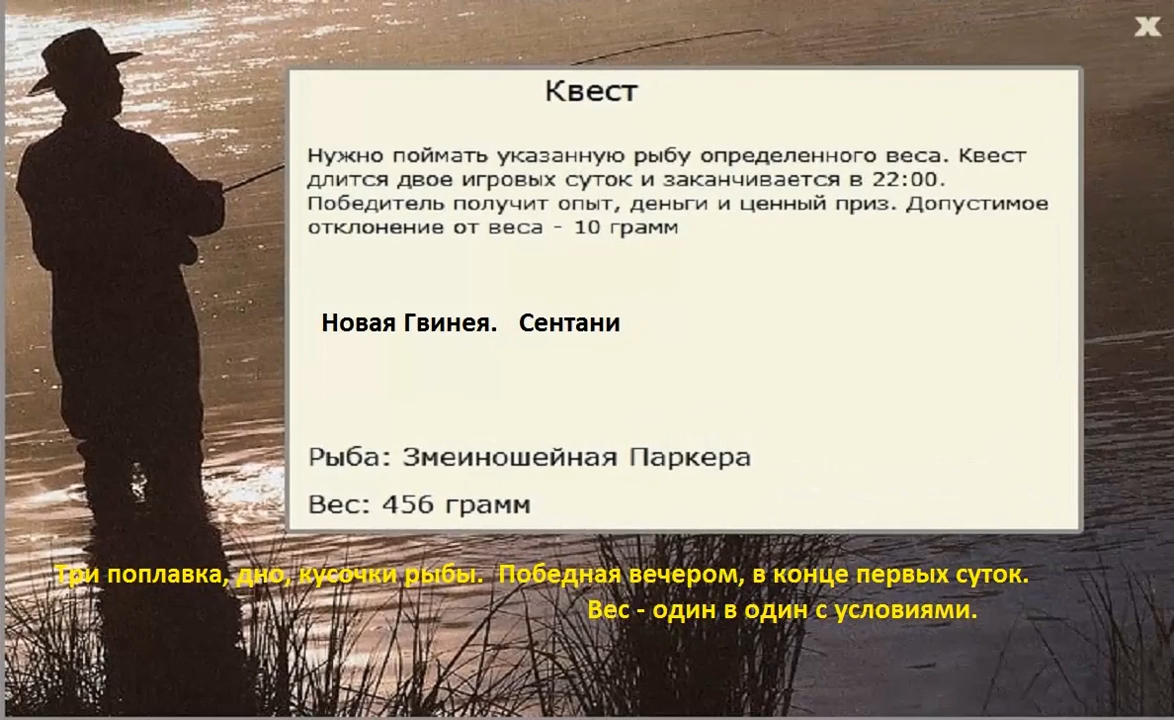 X
Квест
Нужно поймать указанную рыбу определенного веса. Квест
длится двое игровых суток и заканчивается в 22:00.
Победитель получит опыт, деньги и ценный приз. Допустимое
отклонение от веса - 10 грамм
Новая Гвинея. Сентани
Рыба: Змеиношейная Паркера
Вес: 456 грамм
Три поплавка, дно, кусочки рыбы. Победная вечером, в конце первых суток.
Вес - один в один с условиями.